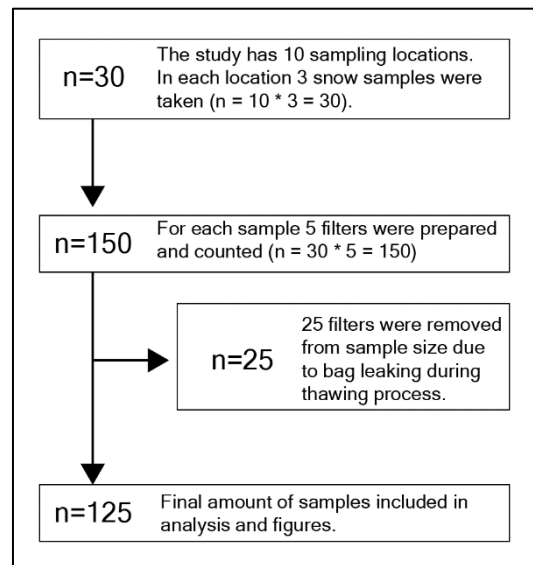 n=30
The study has 10 sampling locations.
In each location 3 snow samples were
taken (n = 10 * 3 = 30).
n=150
For each sample 5 filters were prepared
and counted (n = 30 * 5 = 150)
n=25
25 filters were removed
from sample size due
to bag leaking during
thawing process.
n=125
Final amount of samples included in
analysis and figures.